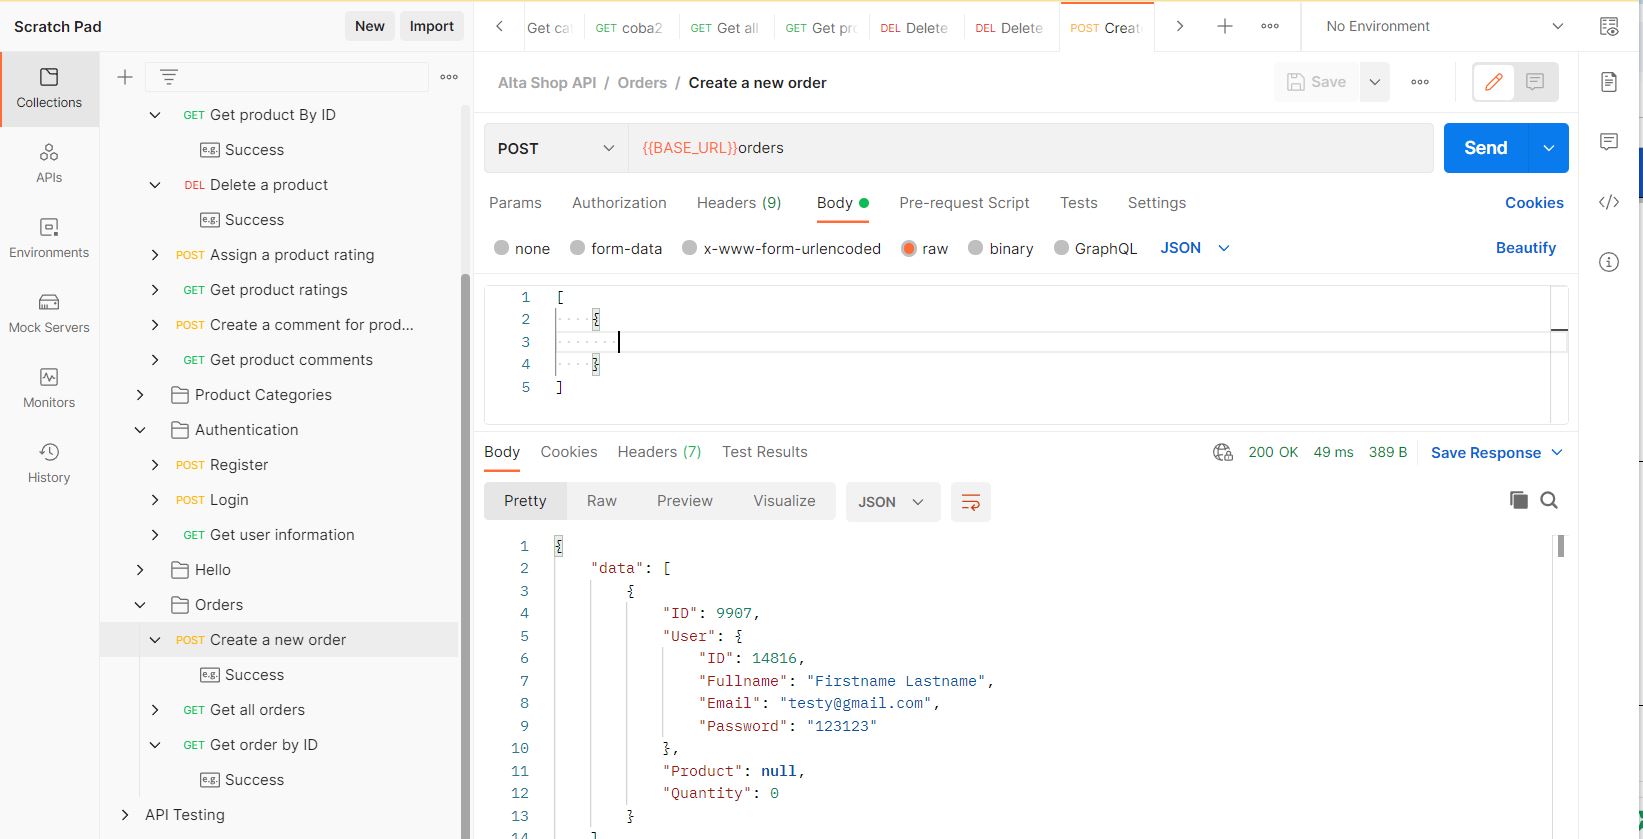 Scratch Pad
New
Import
Get ca
GET coba2
GET Get all
GET Get pr
DEL Delete
DEL Delete
POST Creat
No Environment
Collections
APIs
Environments
Mock Servers
Monitors
History
GET Get product By ID
e.g. Success
DEL Delete a product
e.g. Success
POST Assign a product rating
GET Get product ratings
POST Create a comment for prod...
GET Get product comments
Product Categories
Authentication
POST Register
POST Login
GET Get user information
Hello
Orders
POST Create a new order
e.g. Success
GET Get all orders
GET Get order by ID
e.g. Success
API Testing
Alta Shop API / Orders / Create a new order
Save
POST
{{BASE_URL}}orders
Send
Params Authorization Headers (9) Body Pre-request Script Tests Settings
Cookies
none form-data x-www-form-urlencoded raw binary GraphQL JSON
Beautify
1 [
2 {
3
4 }
5 ]
Body Cookies Headers (7) Test Results
200 OK 49 ms 389 B
Save Response
Pretty Raw Preview Visualize JSON
1 {
2 "data": [
3 {
4 "ID": 9907,
5 "User": {
6 "ID": 14816,
7 "Fullname": "Firstname Lastname",
8 "Email": "testy@gmail.com",
9 "Password": "123123"
10 },
11 "Product": null,
12 "Quantity": 0
13 }
14 ]